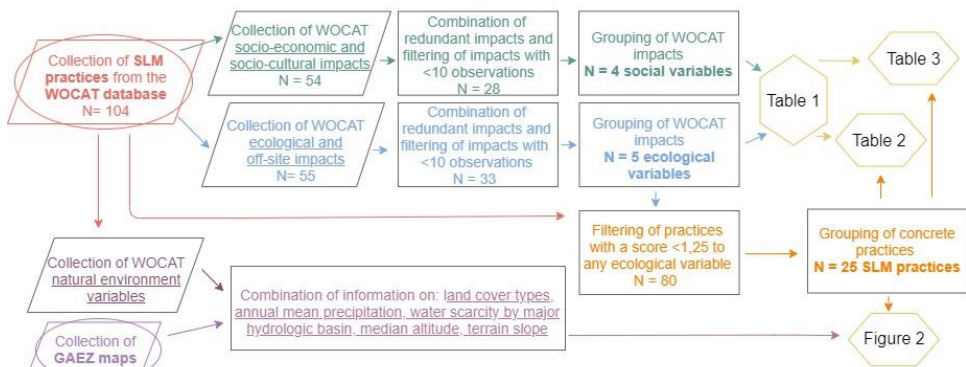 Collection of SLM
practices from the
WOCAT database
N= 104
Collection of WOCAT
socio-economic and
socio-cultural impacts
N = 54
Combination of
redundant impacts and
filtering of impacts with
<10 observations
N = 28
Grouping of WOCAT
impacts
N = 4 social variables
Collection of WOCAT
ecological and
off-site impacts
N= 55
Combination of
redundant impacts and
filtering of impacts with
<10 observations
N = 33
Grouping of WOCAT
impacts
N = 5 ecological
variables
Table 1
Table 3
Table 2
Filtering of practices
with a score <1,25 to
any ecological variable
N = 80
Grouping of concrete
practices
N = 25 SLM practices
Collection of WOCAT
natural environment
variables
Collection of
GAEZ maps
Combination of information on: land cover types,
annual mean precipitation, water scarcity by major
hydrologic basin, median altitude, terrain slope
Figure 2